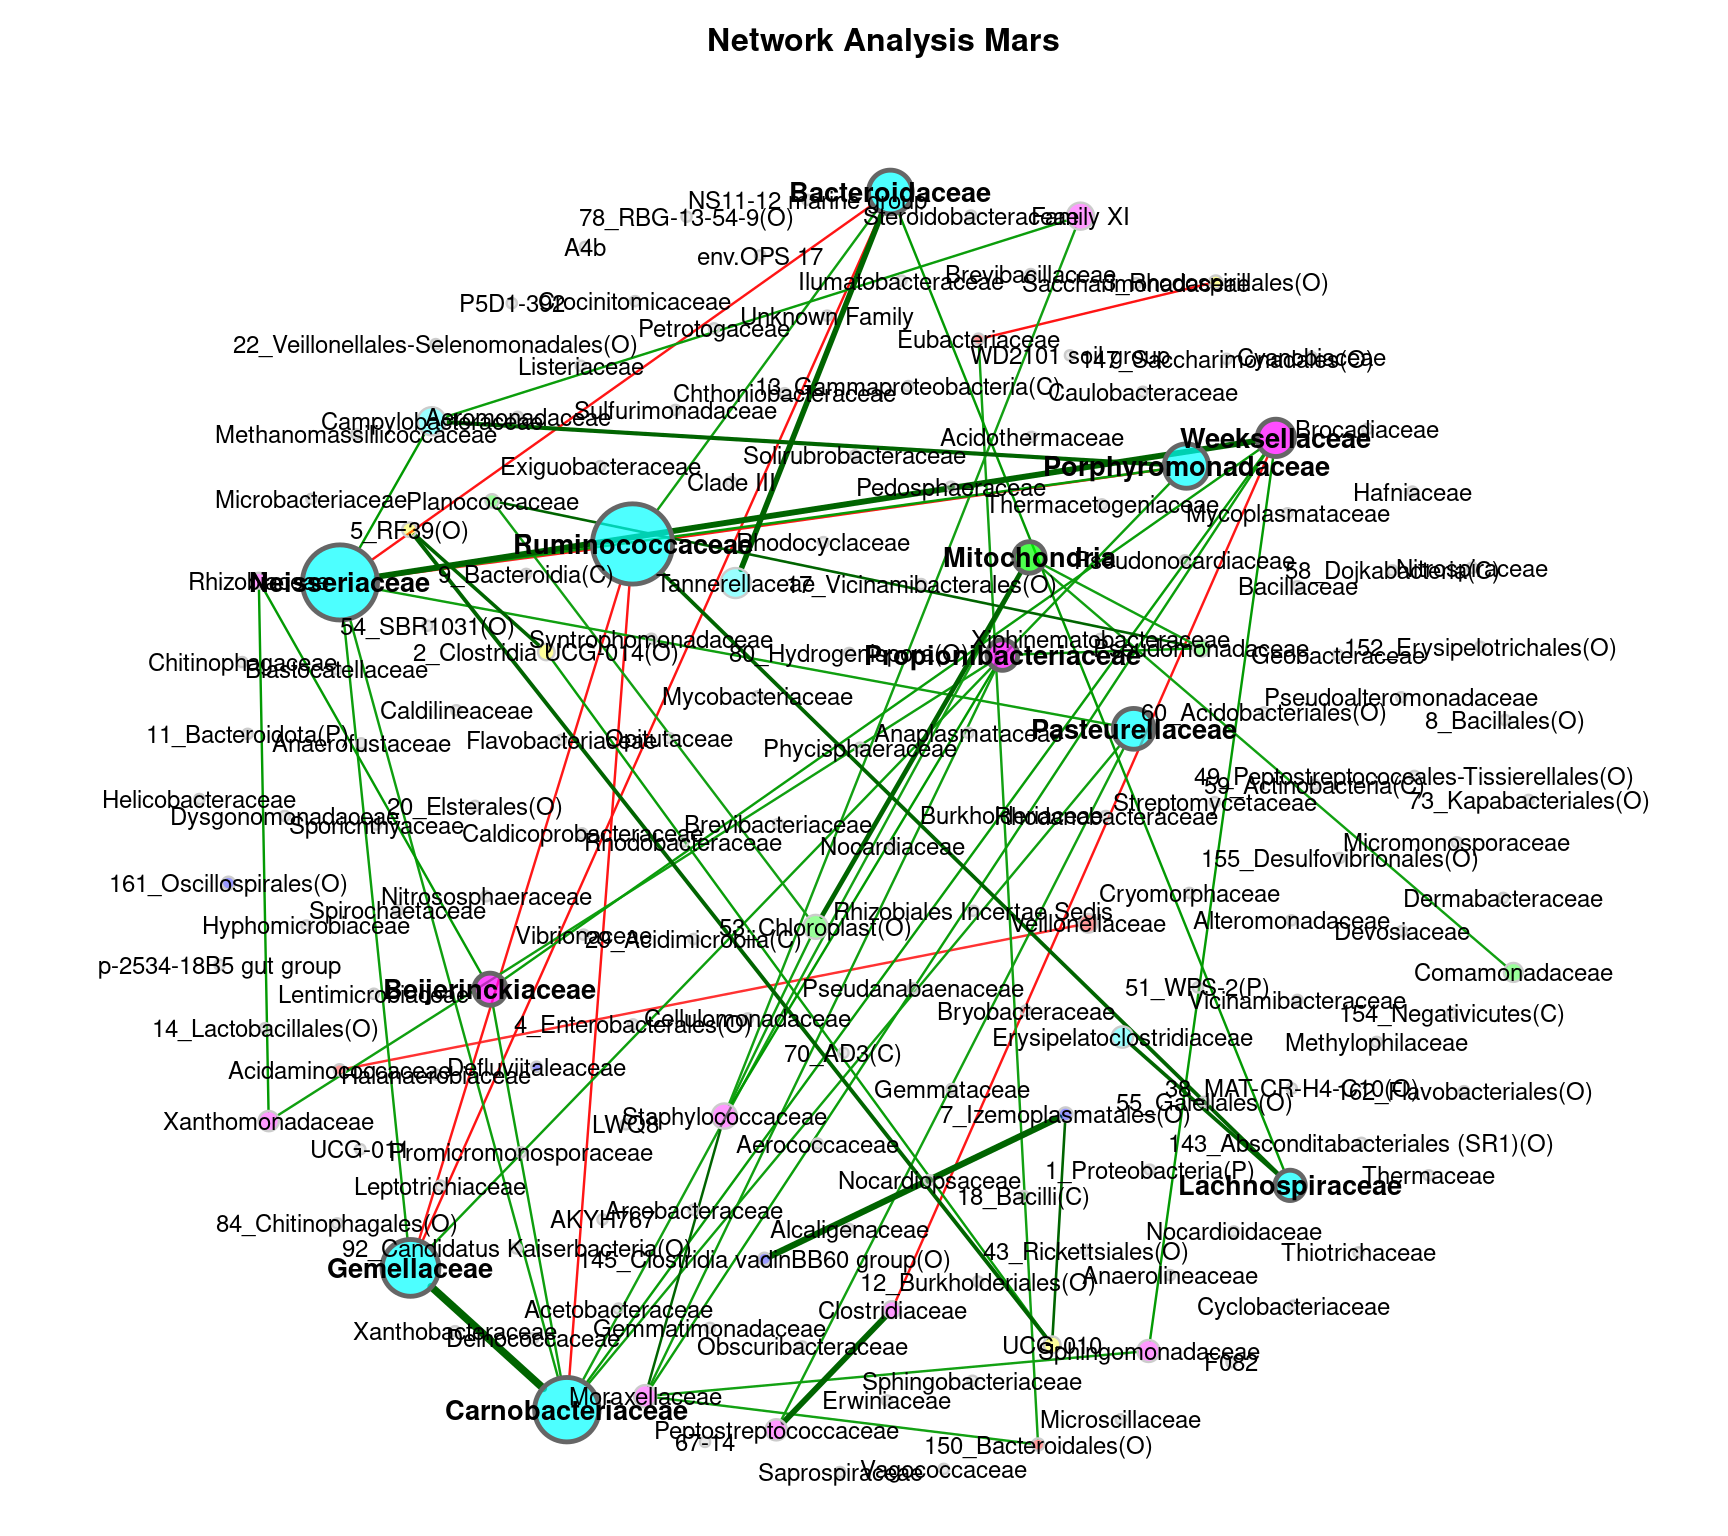 Network Analysis Mars
Bacteroidaceae
NS11-12 marine group
78_RBG-13-54-9(O)
Steroidobacteraceae
Family XI
A4b
env.OPS 17
Brevibacillaceae
Ilumatobacteraceae
Saccharimonadaceae
3_Rhodospirillales(O)
P5D1-392
Crocinitomicaceae
Unknown Family
Petrotogaceae
Eubacteriaceae
22_Veillonellales-Selenomonadales(O)
WD2101 soil group
147_Saccharimonadales(O)
Cyanobiaceae
Listeriaceae
13_Gammaproteobacteria(C)
Chthoniobacteraceae
Caulobacteraceae
Sulfurimonadaceae
Campylobacteraceae
Aeromonadaceae
Methanomassiliicoccaceae
Acidothermaceae
Weeksellaceae
Brocadiaceae
Solirubrobacteraceae
Exiguobacteraceae
Porphyromonadaceae
Clade III
Pedosphaeraceae
Hafniaceae
Microbacteriaceae
Planococcaceae
Thermacetogeniaceae
Mycoplasmataceae
5_RF39(O)
Ruminococcaceae
Rhodocyclaceae
Mitochondria
Pseudonocardiaceae
58_Dojkabacteria(C)
Nitrospiraceae
Rhizobiaceae
Neisseriaceae
9_Bacteroidia(C)
Tannerellaceae
17_Vicinamibacterales(O)
Bacillaceae
54_SBR1031(O)
Syntrophomonadaceae
Xiphinematobacteraceae
2_Clostridia UCG-014(O)
80_Hydrogenispora(O)
Propionibacteriaceae
Pseudomonadaceae
Geobacteraceae
152_Erysipelotrichales(O)
Chitinophagaceae
Blastocatellaceae
Mycobacteriaceae
Pseudoalteromonadaceae
Caldilineaceae
60_Acidobacteriales(O)
8_Bacillales(O)
11_Bacteroidota(P)
Anaerofustaceae
Flavobacteriaceae
Opitutaceae
Anaplasmataceae
Phycisphaeraceae
Pasteurellaceae
49_Peptostreptococcales-Tissierellales(O)
59_Actinobacteria(C)
Helicobacteraceae
20_Elsterales(O)
Streptomycetaceae
73_Kapabacteriales(O)
Dysgonomonadaceae
Sporichthyaceae
Caldicoprobacteraceae
Brevibacteriaceae
Burkholderiaceae
Rhodanobacteraceae
Rhodobacteraceae
Nocardiaceae
Micromonosporaceae
155_Desulfovibrionales(O)
161_Oscillospirales(O)
Nitrososphaeraceae
Cryomorphaceae
Dermabacteraceae
Spirochaetaceae
Rhizobiales Incertae Sedis
Hyphomicrobiaceae
53_Chloroplast(O)
Veillonellaceae
Alteromonadaceae
Devosiaceae
Vibrionaceae
29_Acidimicrobiia(C)
p-2534-18B5 gut group
Comamonadaceae
Lentimicrobiaceae
Beijerinckiaceae
Pseudanabaenaceae
51_WPS-2(P)
Vicinamibacteraceae
14_Lactobacillales(O)
4_Enterobacterales(O)
Cellulomonadaceae
Bryobacteraceae
154_Negativicutes(C)
Erysipelatoclostridiaceae
Methylophilaceae
70_AD3(C)
Acidaminococcaceae
Halanaerobiaceae
Defluviitaleaceae
Gemmataceae
38_MAT-CR-H4-C10(O)
162_Flavobacteriales(O)
55_Gaiellales(O)
Xanthomonadaceae
LWQ8
Staphylococcaceae
7_Izemoplasmatales(O)
UCG-011
Promicromonosporaceae
Aerococcaceae
143_Absconditabacteriales (SR1)(O)
1_Proteobacteria(P)
Thermaceae
Leptotrichiaceae
Nocardiopsaceae
Lachnospiraceae
18_Bacilli(C)
84_Chitinophagales(O)
AKYH767
Arcobacteraceae
Alcaligenaceae
Nocardioidaceae
92_Candidatus Kaiserbacteria(O)
43_Rickettsiales(O)
Thiotrichaceae
Gemellaceae
145_Clostridia vadinBB60 group(O)
12_Burkholderiales(O)
Anaerolineaceae
Acetobacteraceae
Clostridiaceae
Cyclobacteriaceae
Xanthobacteraceae
Deinococcaceae
Gemmatimonadaceae
Obscuribacteraceae
UCG-010
Sphingomonadaceae
F082
Sphingobacteriaceae
Moraxellaceae
Erwiniaceae
Carnobacteriaceae
Microscillaceae
Peptostreptococcaceae
67-14
150_Bacteroidales(O)
Saprospiraceae
Vagococcaceae